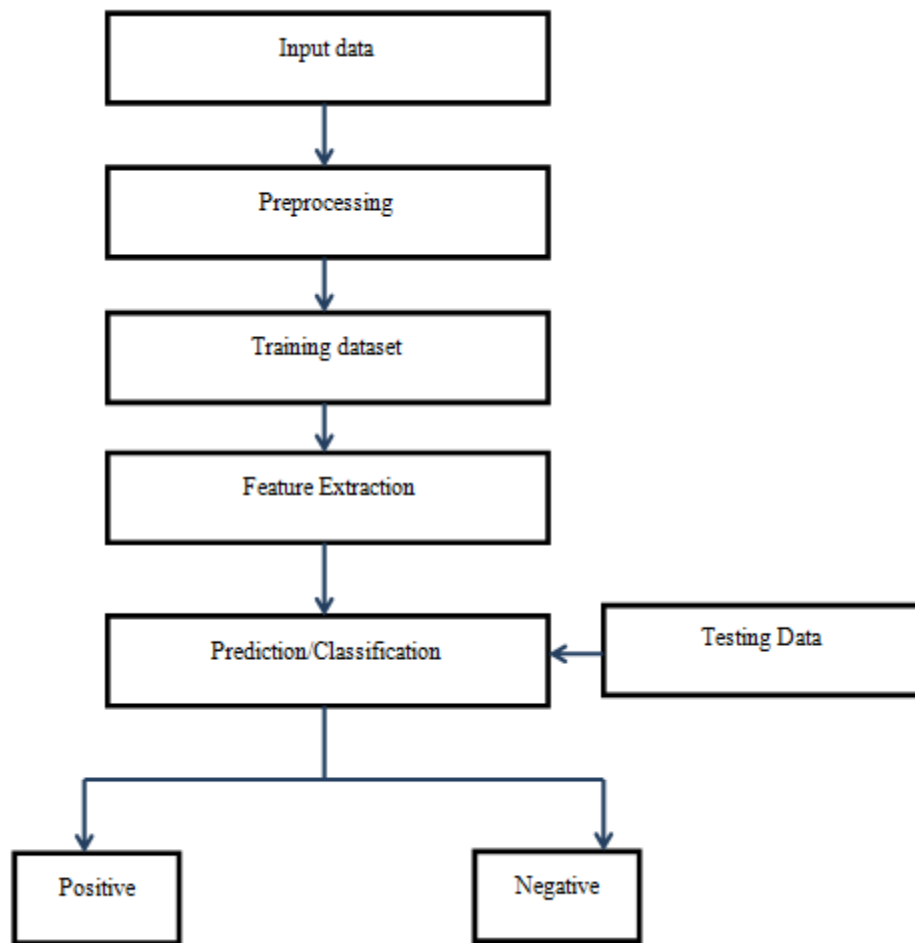 Input data
Preprocessing
Training dataset
Feature Extraction
Prediction/Classification
Testing Data
Positive
Negative